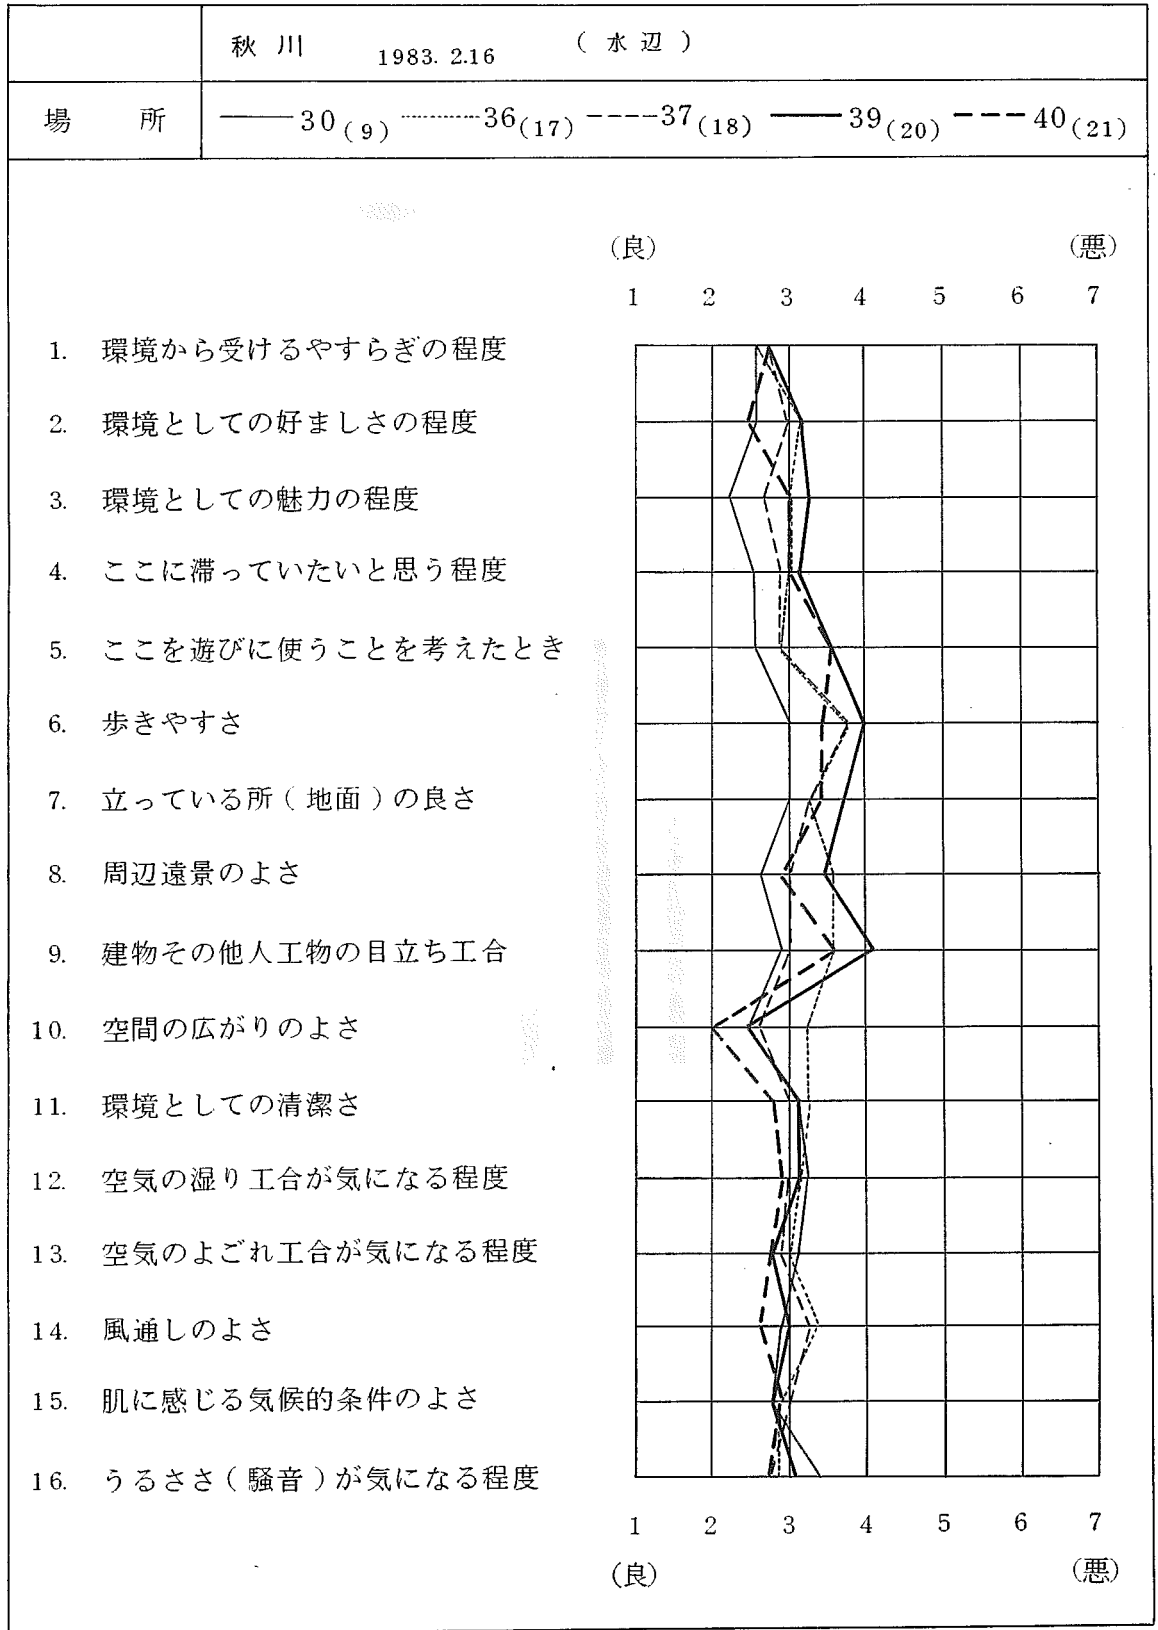 秋川 1983. 2.16 (水辺)
場所 30(9) 36(17) 37(18) 39(20) 40(21)
(良) (悪)
1 2 3 4 5 6 7
1. 環境から受けるやすらぎの程度
2. 環境としての好ましさの程度
3. 環境としての魅力の程度
4. ここに滞っていたいと思う程度
5. ここを遊びに使うことを考えたとき
6. 歩きやすさ
7. 立っている所(地面)の良さ
8. 周辺遠景のよさ
9. 建物その他人工物の目立ち工合
10. 空間の広がりのよさ
11. 環境としての清潔さ
12. 空気の湿り工合が気になる程度
13. 空気のよごれ工合が気になる程度
14. 風通しのよさ
15. 肌に感じる気候的条件のよさ
16. うるささ(騒音)が気になる程度
1 2 3 4 5 6 7
(良) (悪)